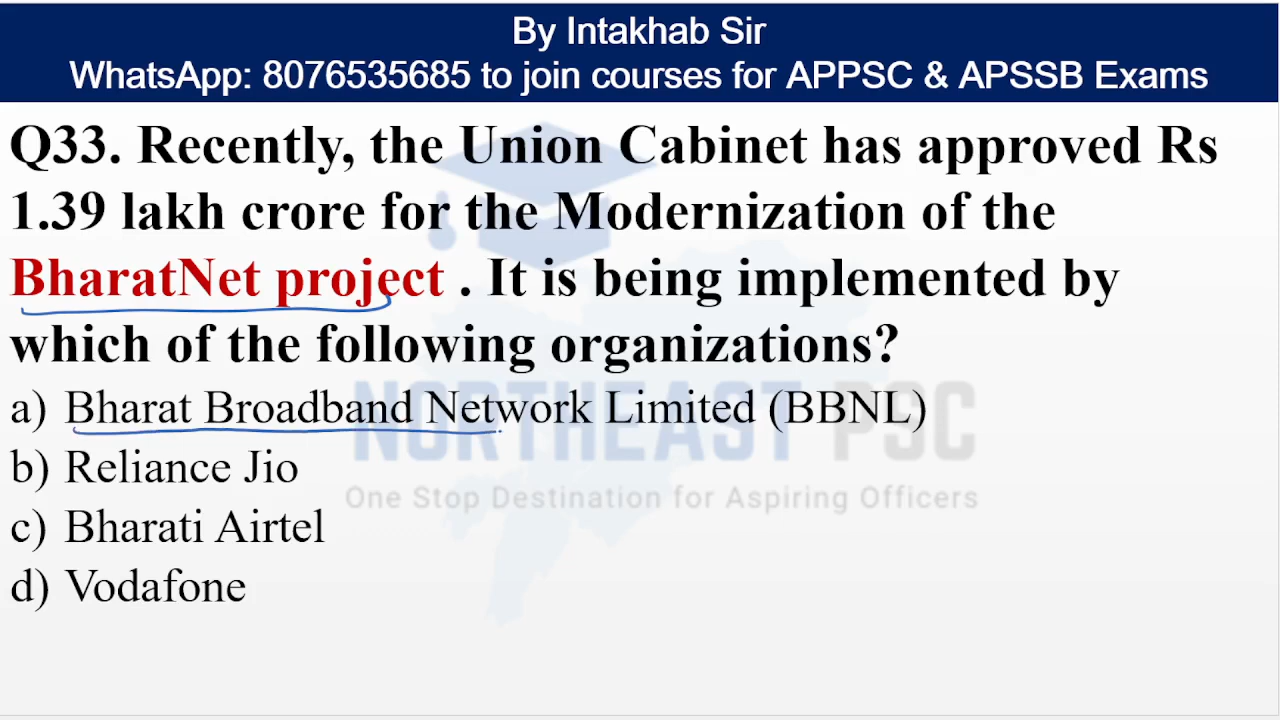 By Intakhab Sir
WhatsApp: 8076535685 to join courses for APPSC & APSSB Exams
Q33. Recently, the Union Cabinet has approved Rs
1.39 lakh crore for the Modernization of the
BharatNet project . It is being implemented by
which of the following organizations?
a) Bharat Broadband Network Limited (BBNL)
b) Reliance Jio
c) Bharati Airtel
d) Vodafone
NORTHEAST PSC
One Stop Destination for Aspiring Officers